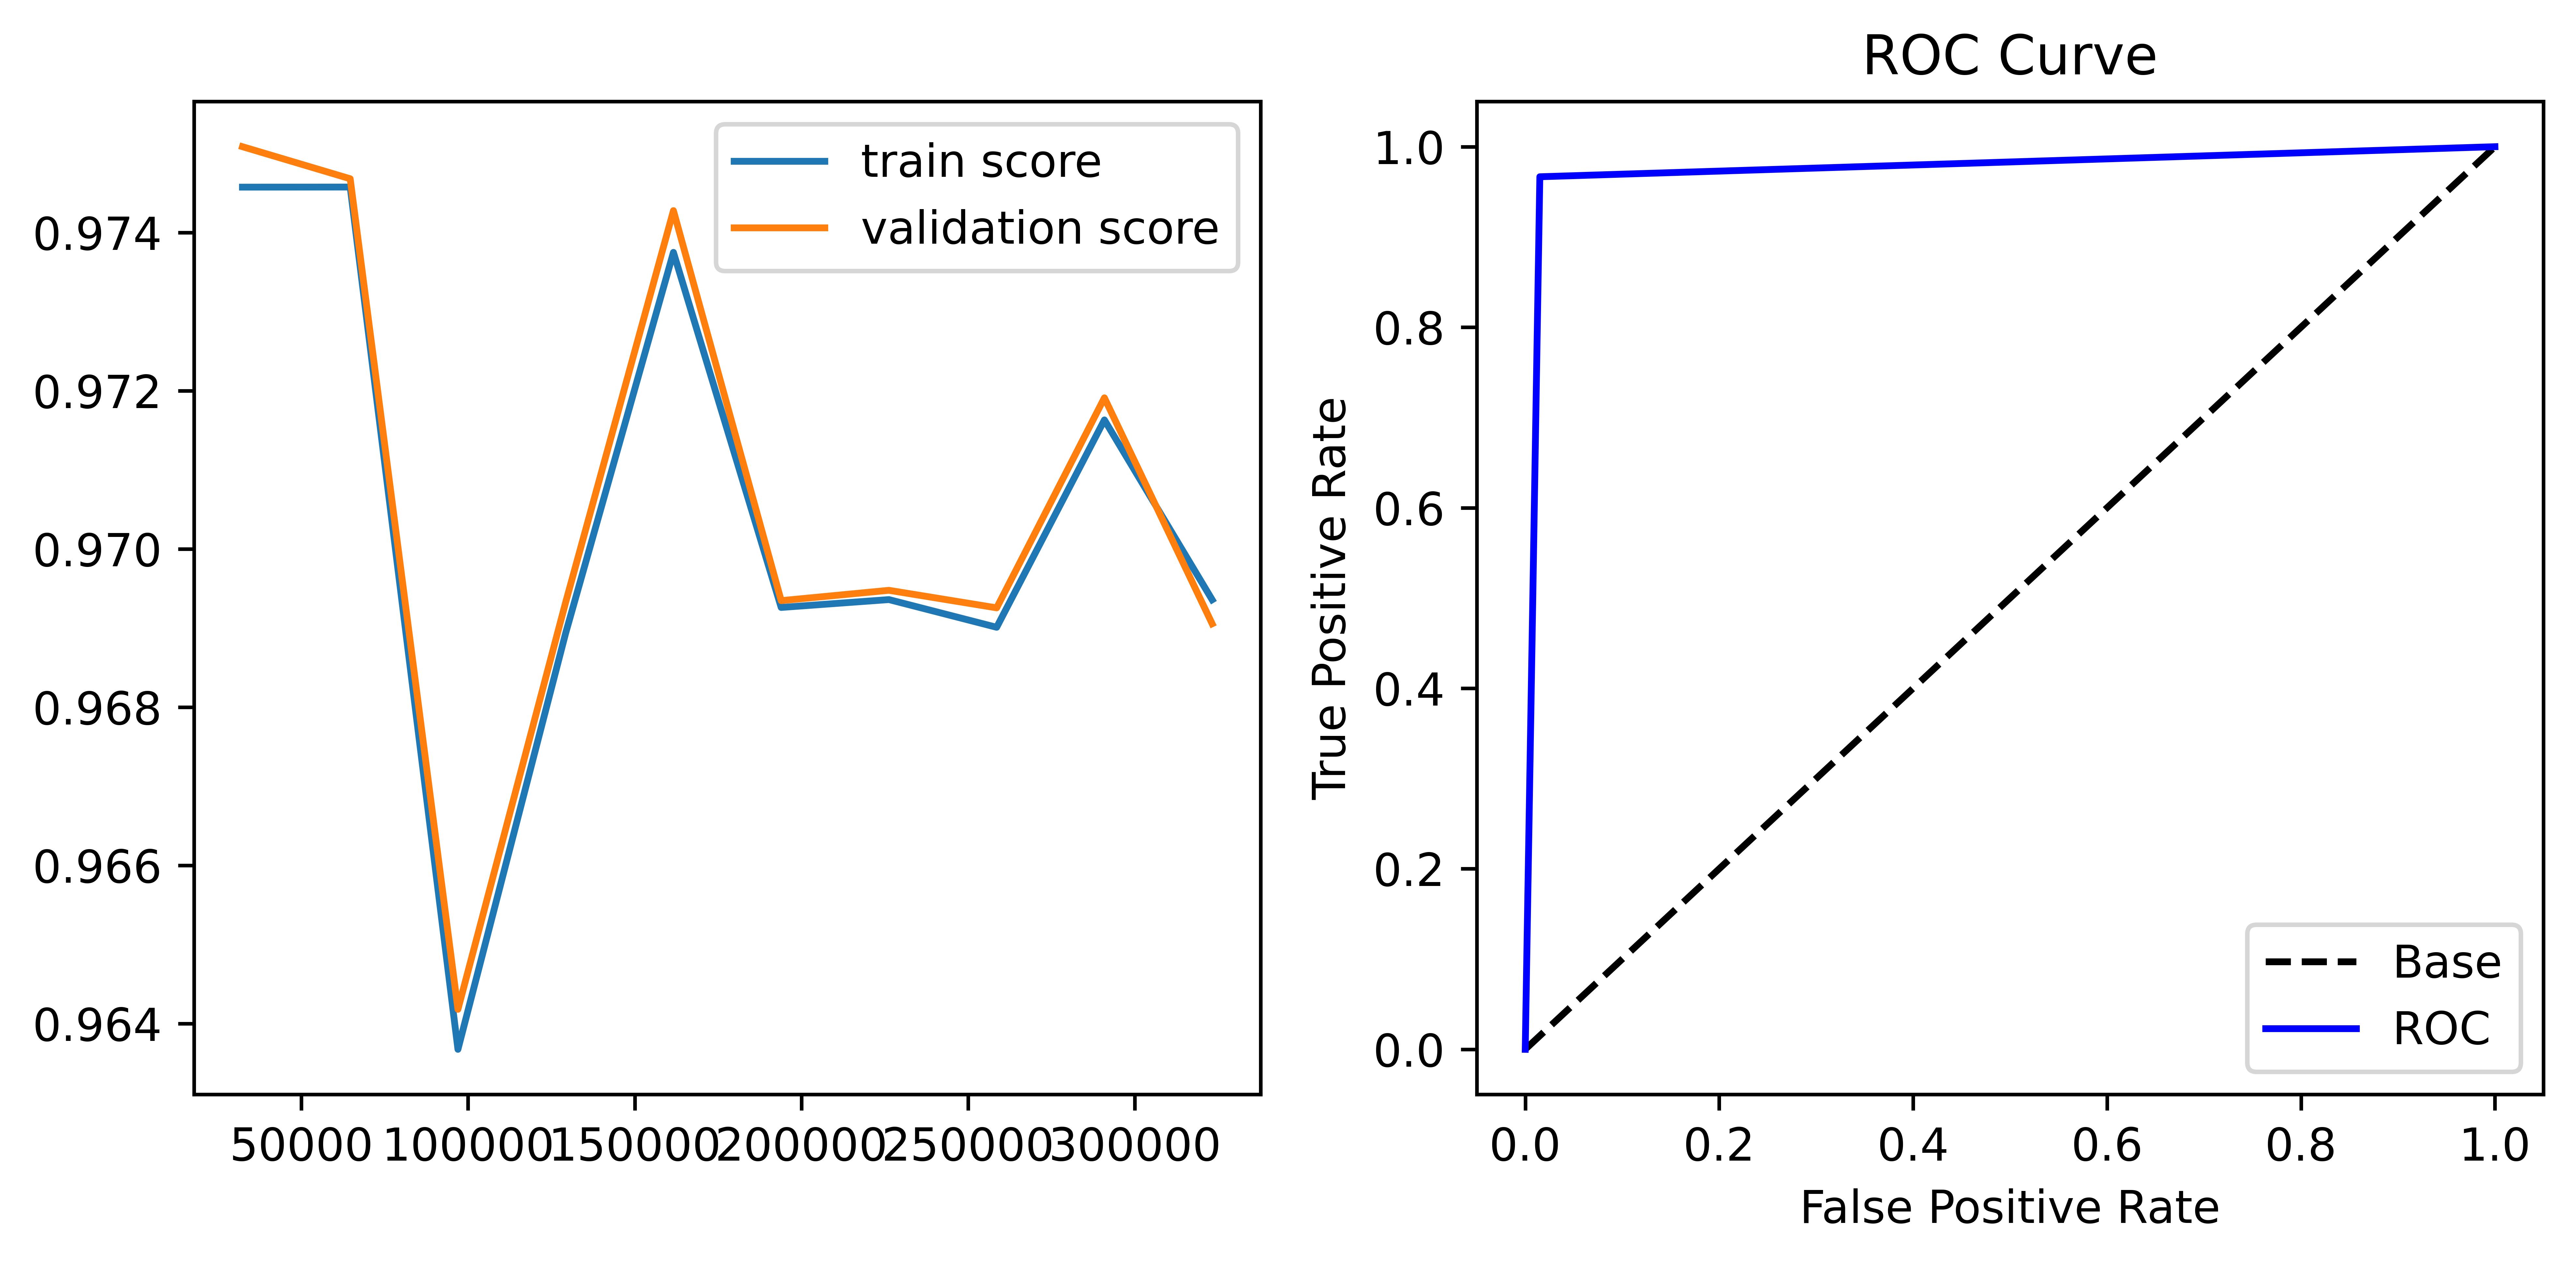 train score
validation score
0.974
0.972
0.970
0.968
0.966
0.964
50000 100000 150000 200000 250000 300000
ROC Curve
True Positive Rate
1.0
0.8
0.6
0.4
0.2
0.0
Base
ROC
0.0 0.2 0.4 0.6 0.8 1.0
False Positive Rate